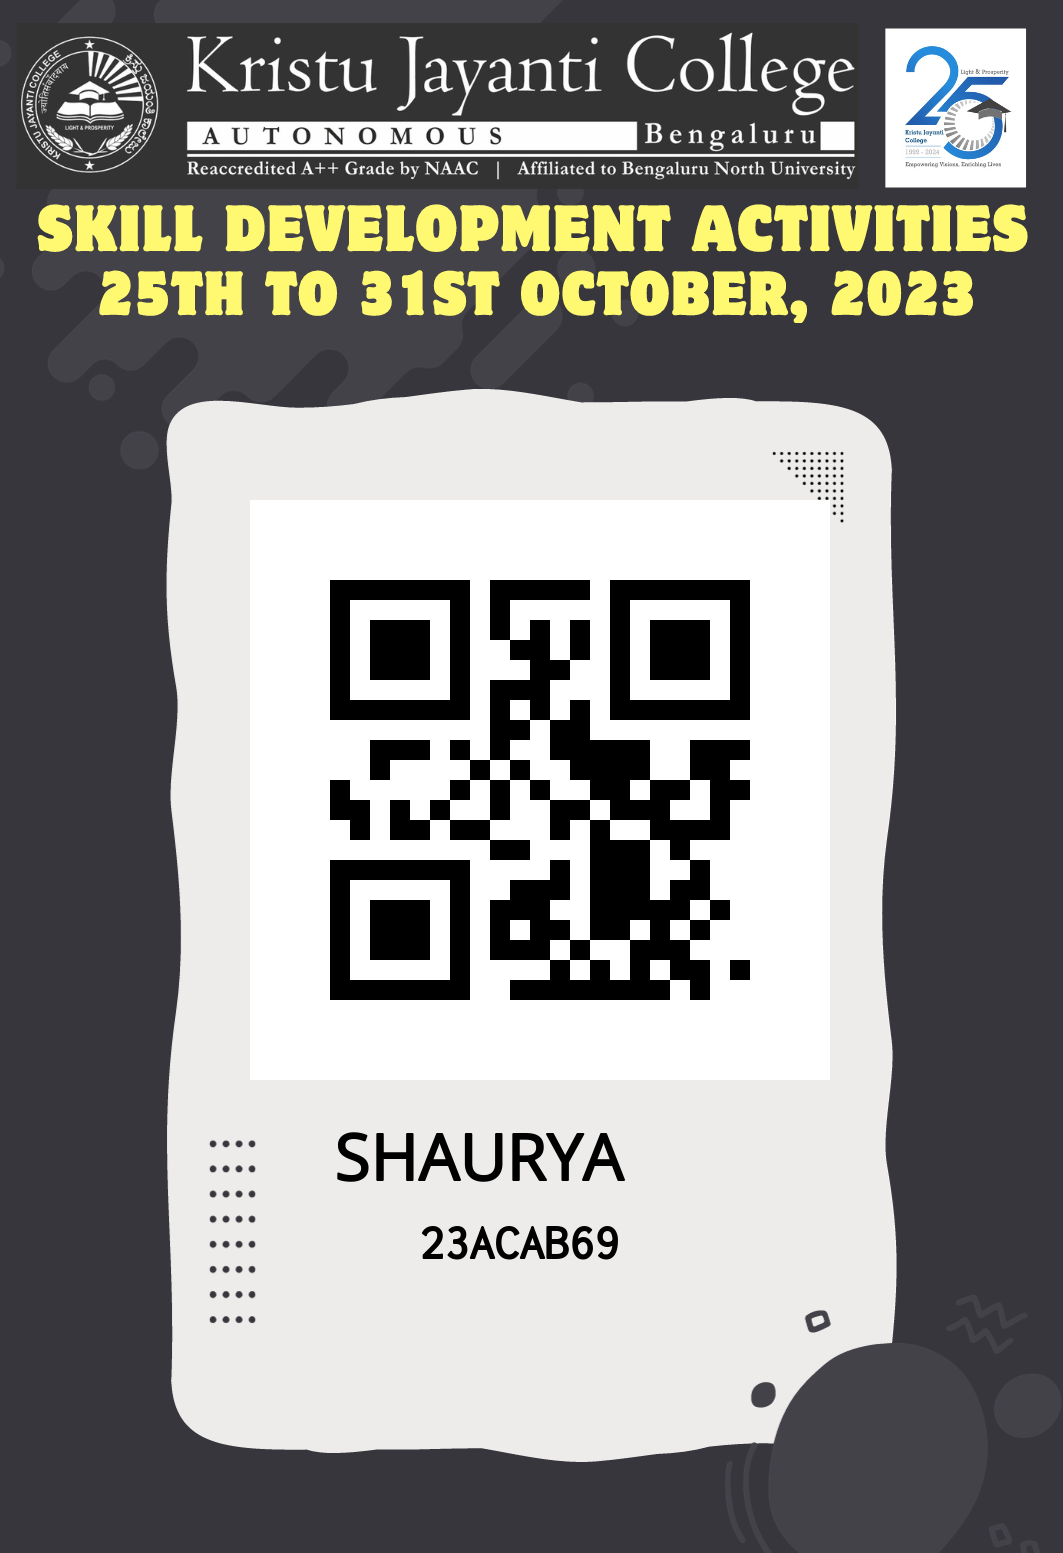 KRISTU JAYANTI COLLEGE
LIGHT & PROSPERITY
Kristu Jayanti College
AUTONOMOUS Bengaluru
Reaccredited A++ Grade by NAAC | Affiliated to Bengaluru North University
25
Light & Prosperity
Kristu Jayanti
College
1999 - 2024
Empowering Visions, Enriching Lives
SKILL DEVELOPMENT ACTIVITIES
25TH TO 31ST OCTOBER, 2023
SHAURYA
23ACAB69